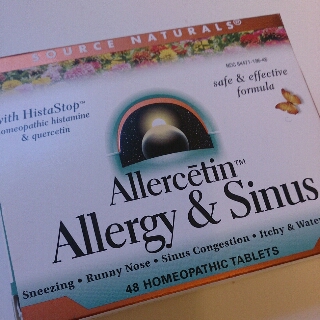 SOURCE NATURALS®
with HistaStop™
homeopathic histamine
& quercetin
safe & effective
formula
Allercētin™
Allergy & Sinus
Sneezing • Runny Nose • Sinus Congestion • Itchy & Water
48 HOMEOPATHIC TABLETS